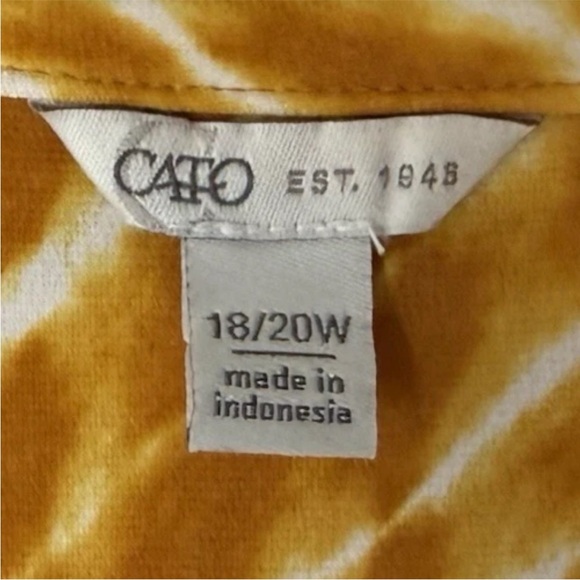 CATO EST. 1946
18/20W
made in
indonesia